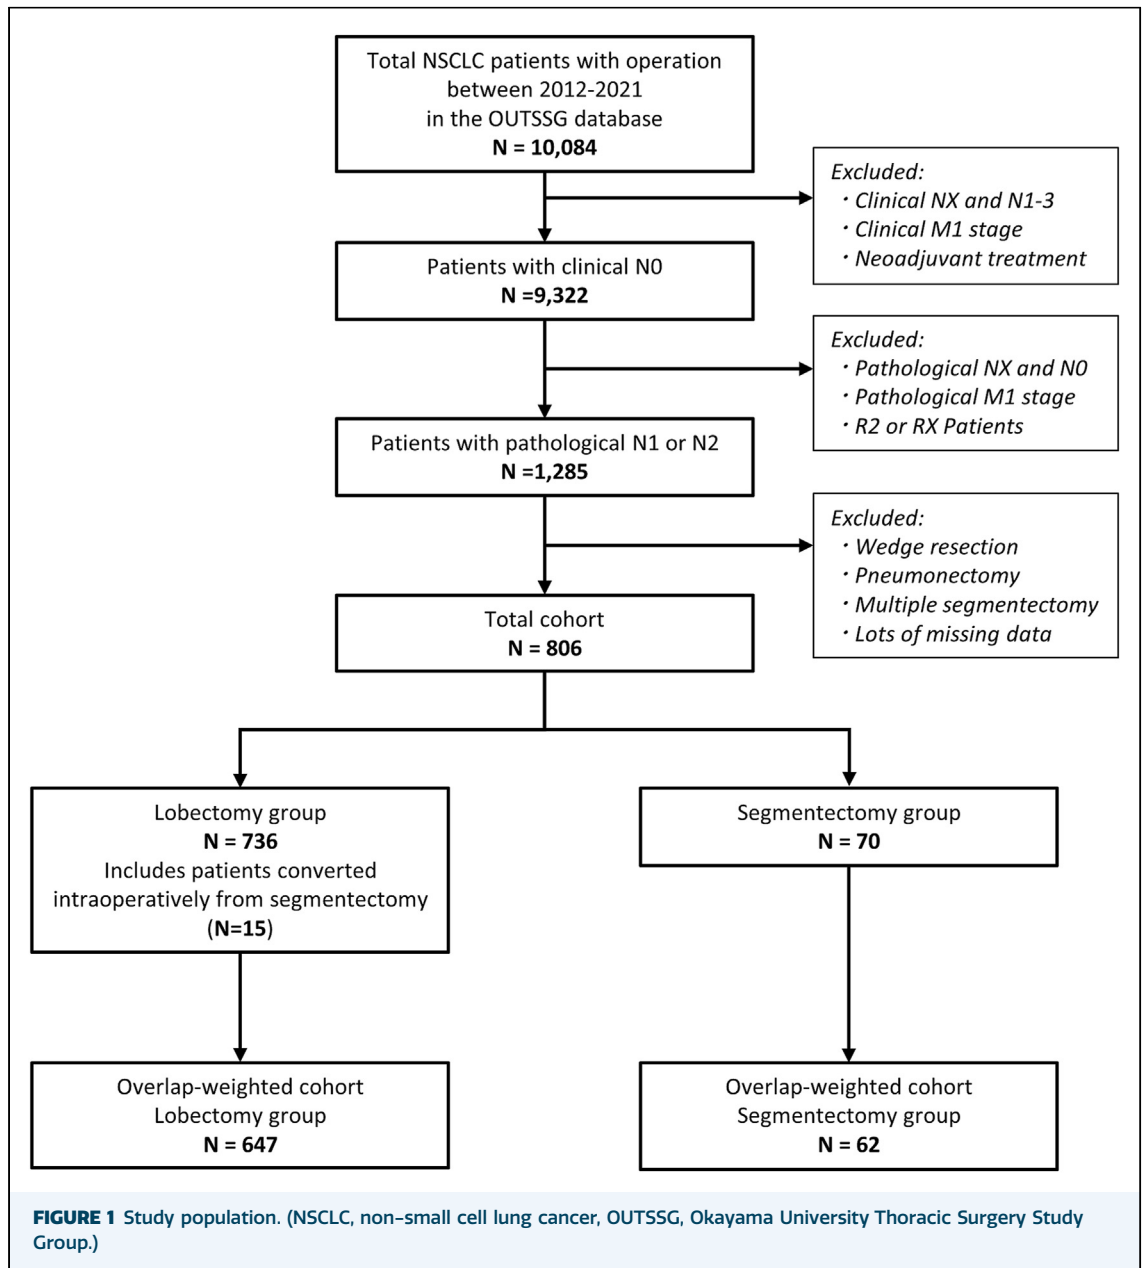 Total NSCLC patients with operation
between 2012-2021
in the OUTSSG database
N = 10,084
Excluded:
・Clinical NX and N1-3
・Clinical M1 stage
・Neoadjuvant treatment
Patients with clinical N0
N =9,322
Excluded:
・Pathological NX and N0
・Pathological M1 stage
・R2 or RX Patients
Patients with pathological N1 or N2
N =1,285
Excluded:
・Wedge resection
・Pneumonectomy
・Multiple segmentectomy
・Lots of missing data
Total cohort
N = 806
Lobectomy group
N = 736
Includes patients converted
intraoperatively from segmentectomy
(N=15)
Segmentectomy group
N = 70
Overlap-weighted cohort
Lobectomy group
N = 647
Overlap-weighted cohort
Segmentectomy group
N = 62
FIGURE 1 Study population. (NSCLC, non–small cell lung cancer, OUTSSG, Okayama University Thoracic Surgery Study
Group.)